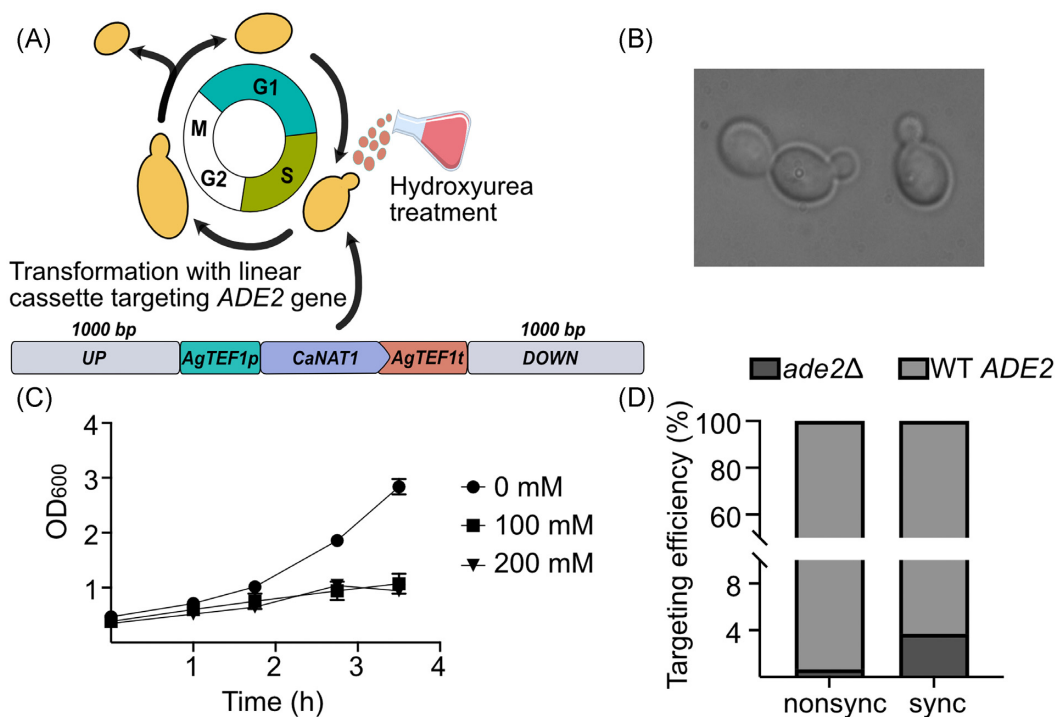 (A)
G1
M
S
G2
Hydroxyurea
treatment
Transformation with linear
cassette targeting ADE2 gene
1000 bp
1000 bp
UP
AgTEF1p
CaNAT1
AgTEF1t
DOWN
(B)
(C)
4
3
2
1
OD600
1
2
3
4
Time (h)
0 mM
100 mM
200 mM
ade2Δ
WT ADE2
(D)
Targeting efficiency (%)
100
80
60
8
4
nonsync
sync